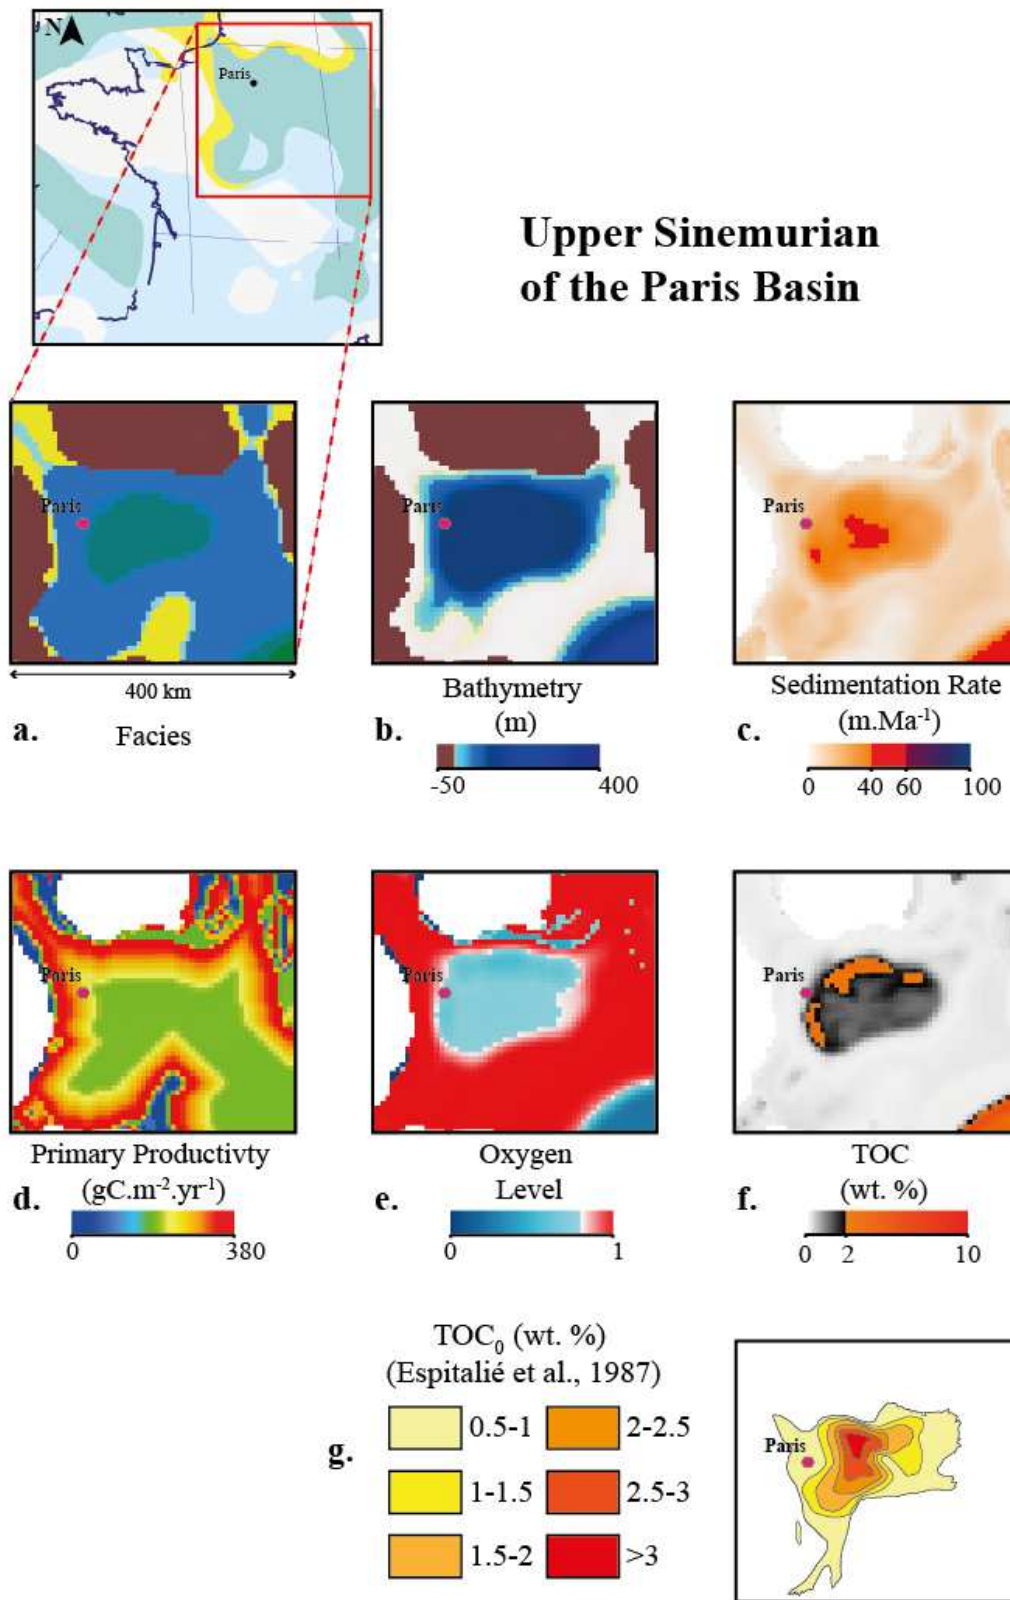 N
Paris
Upper Sinemurian
of the Paris Basin
Paris
Paris
Paris
400 km
a.
Facies
b.
Bathymetry
(m)
-50
400
c.
Sedimentation Rate
(m.Ma-1)
0
40
60
100
Paris
Paris
Paris
d.
Primary Productivty
(gC.m-2.yr-1)
0
380
e.
Oxygen
Level
0
1
f.
TOC
(wt. %)
0
2
10
g.
TOC0 (wt. %)
(Espitalié et al., 1987)
0.5-1
2-2.5
1-1.5
2.5-3
1.5-2
>3
Paris